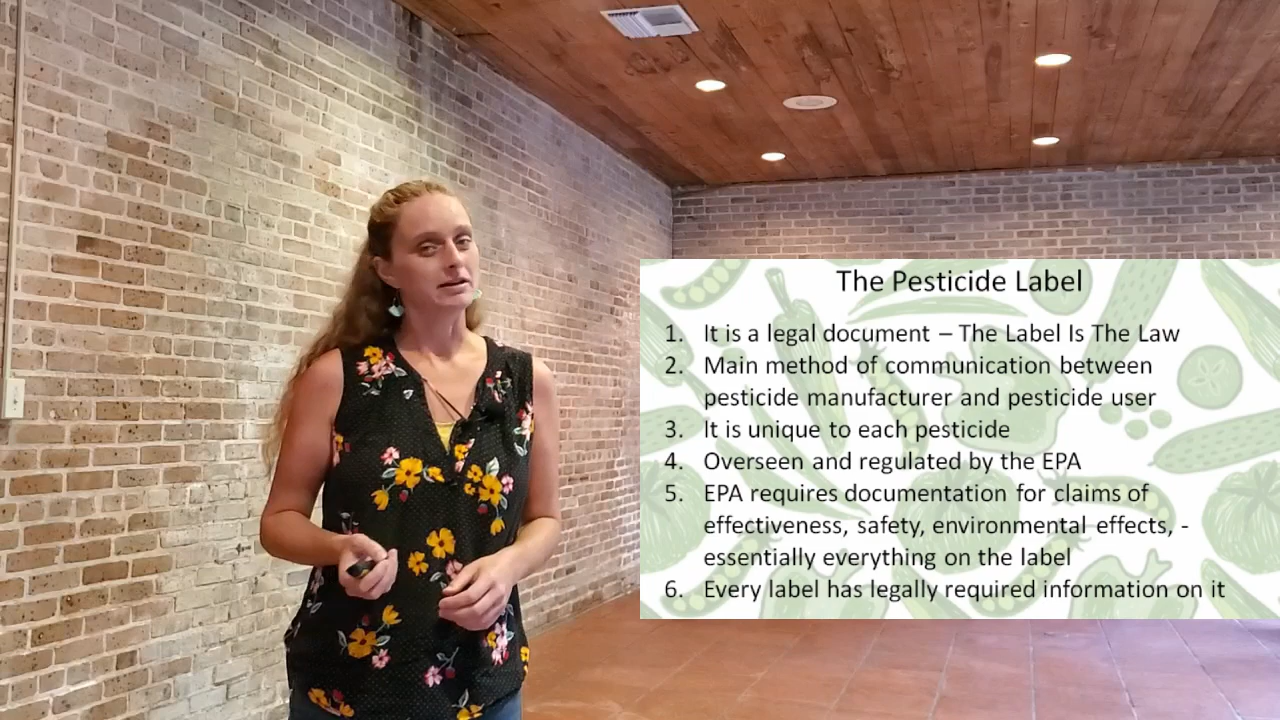 The Pesticide Label
1. It is a legal document – The Label Is The Law
2. Main method of communication between
pesticide manufacturer and pesticide user
3. It is unique to each pesticide
4. Overseen and regulated by the EPA
5. EPA requires documentation for claims of
effectiveness, safety, environmental effects, -
essentially everything on the label
6. Every label has legally required information on it